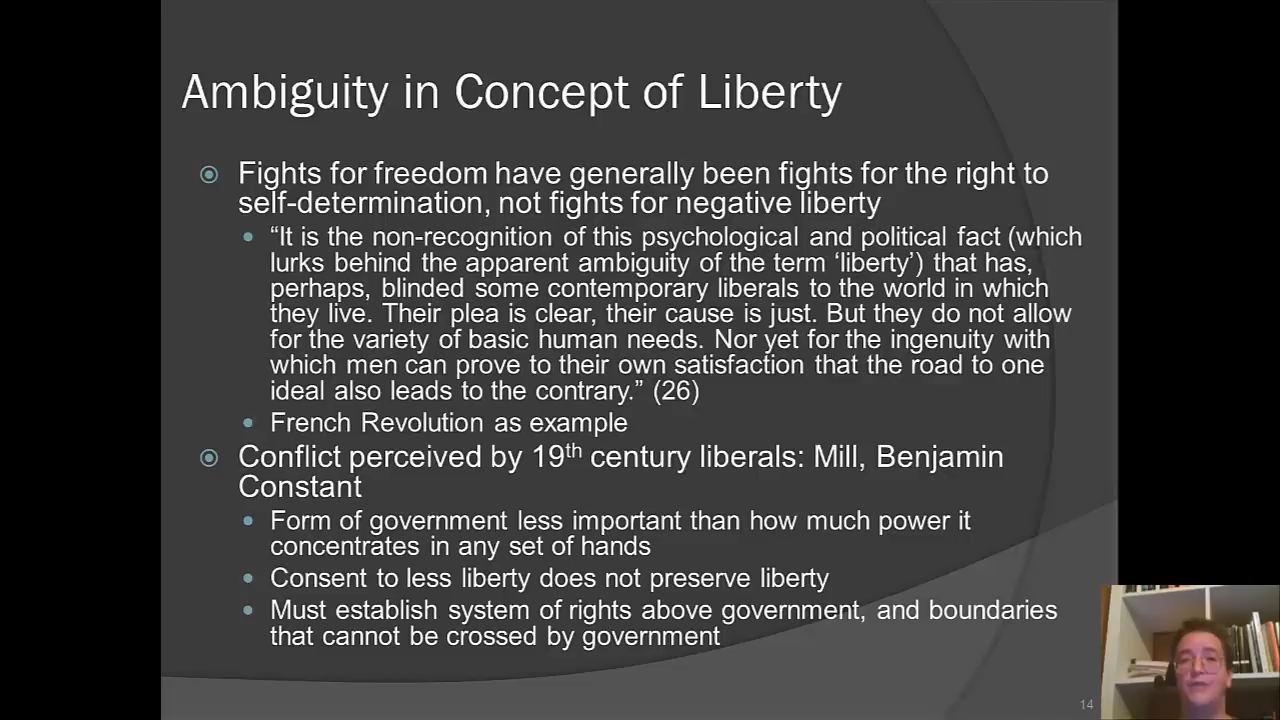 Ambiguity in Concept of Liberty
Fights for freedom have generally been fights for the right to
self-determination, not fights for negative liberty
“It is the non-recognition of this psychological and political fact (which
lurks behind the apparent ambiguity of the term ‘liberty’) that has,
perhaps, blinded some contemporary liberals to the world in which
they live. Their plea is clear, their cause is just. But they do not allow
for the variety of basic human needs. Nor yet for the ingenuity with
which men can prove to their own satisfaction that the road to one
ideal also leads to the contrary.” (26)
French Revolution as example
Conflict perceived by 19th century liberals: Mill, Benjamin
Constant
Form of government less important than how much power it
concentrates in any set of hands
Consent to less liberty does not preserve liberty
Must establish system of rights above government, and boundaries
that cannot be crossed by government
14